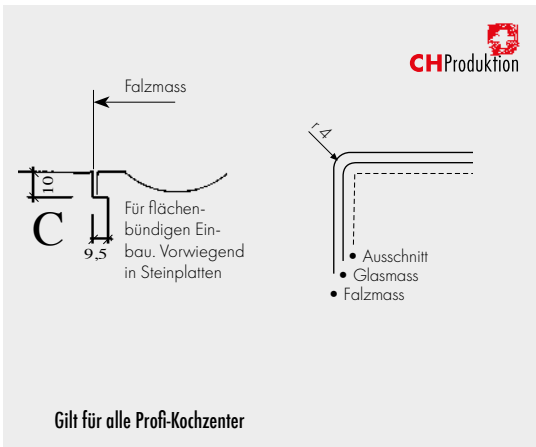 CHProduktion
Falzmass
r 4
10
C
9,5
Für flächen-
bündigen Ein-
bau. Vorwiegend
in Steinplatten
Ausschnitt
Glasmass
Falzmass
Gilt für alle Profi-Kochzenter